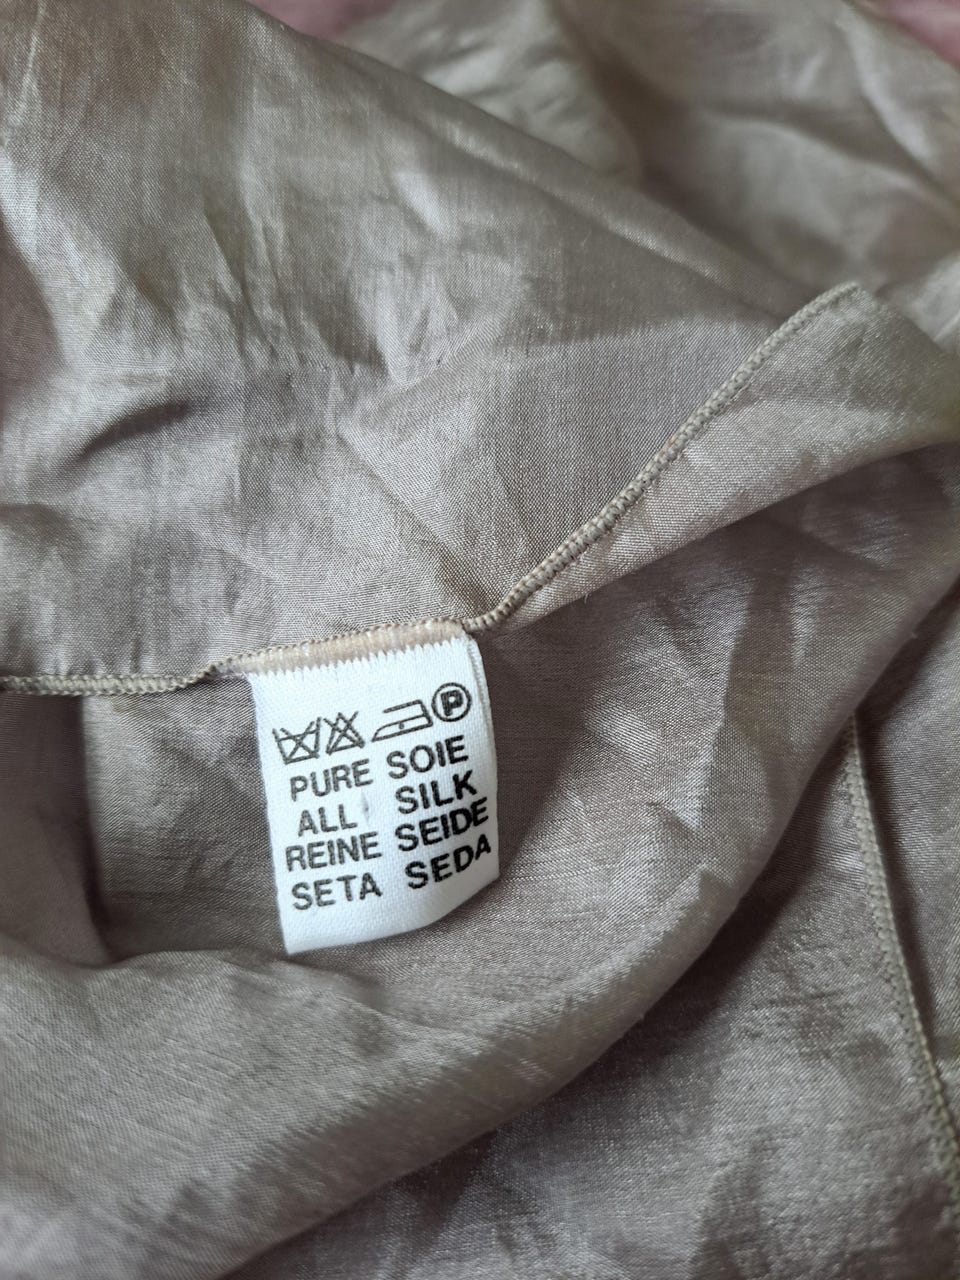 P
PURE SOIE
ALL SILK
REINE SEIDE
SETA SEDA